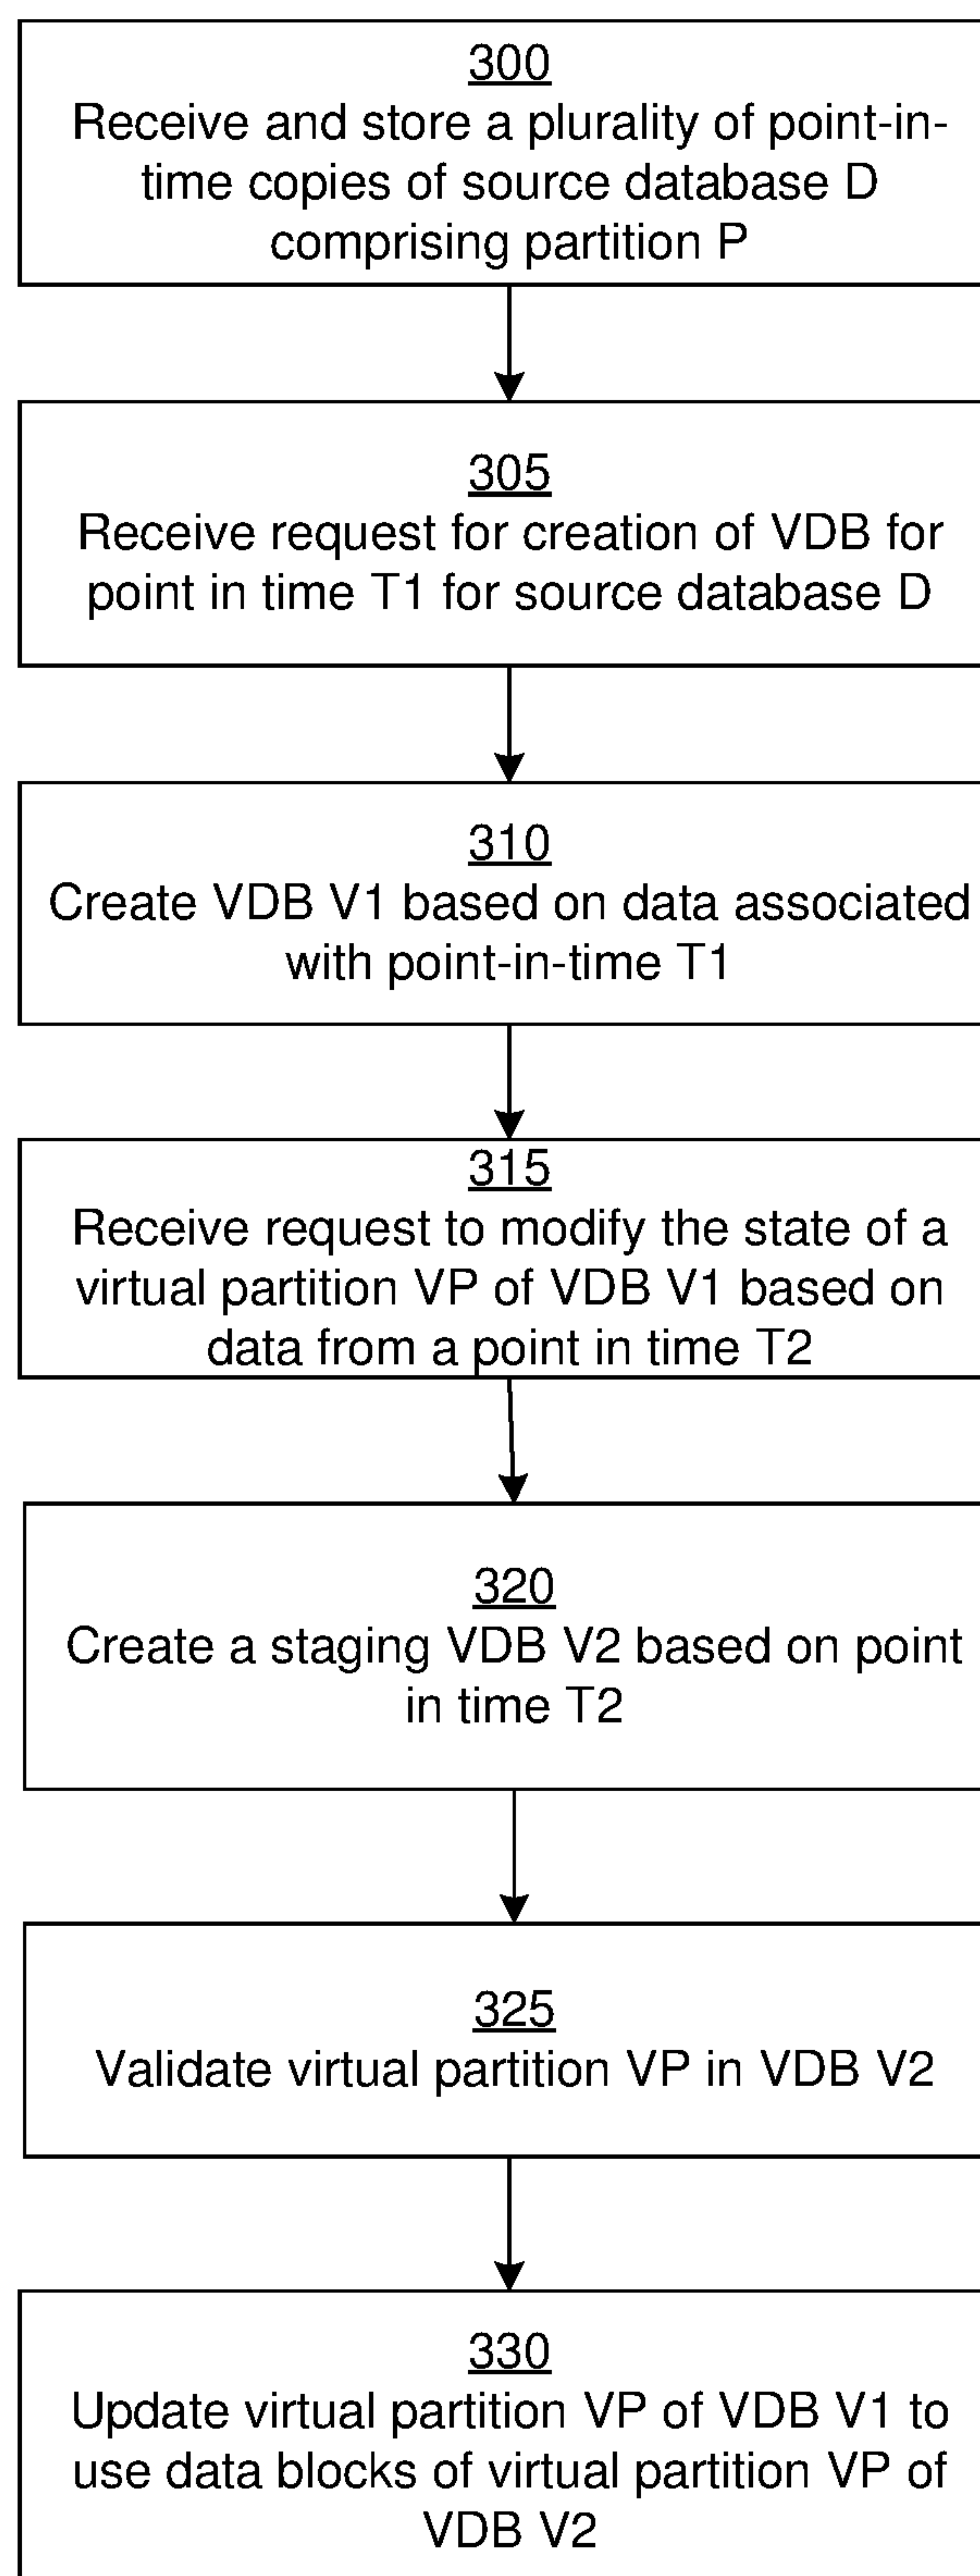 300
Receive and store a plurality of point-in-
time copies of source database D
comprising partition P
305
Receive request for creation of VDB for
point in time T1 for source database D
310
Create VDB V1 based on data associated
with point-in-time T1
315
Receive request to modify the state of a
virtual partition VP of VDB V1 based on
data from a point in time T2
320
Create a staging VDB V2 based on point
in time T2
325
Validate virtual partition VP in VDB V2
330
Update virtual partition VP of VDB V1 to
use data blocks of virtual partition VP of
VDB V2